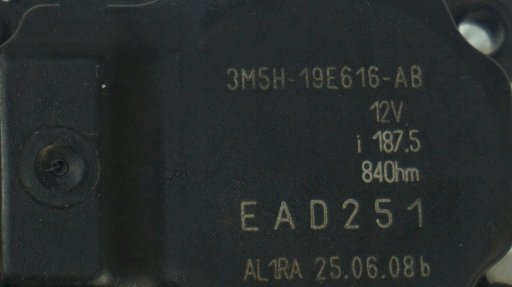 3M5H-19E616-AB
12V
i 187.5
84Ohm
EAD251
AL1RA 25.06.08b